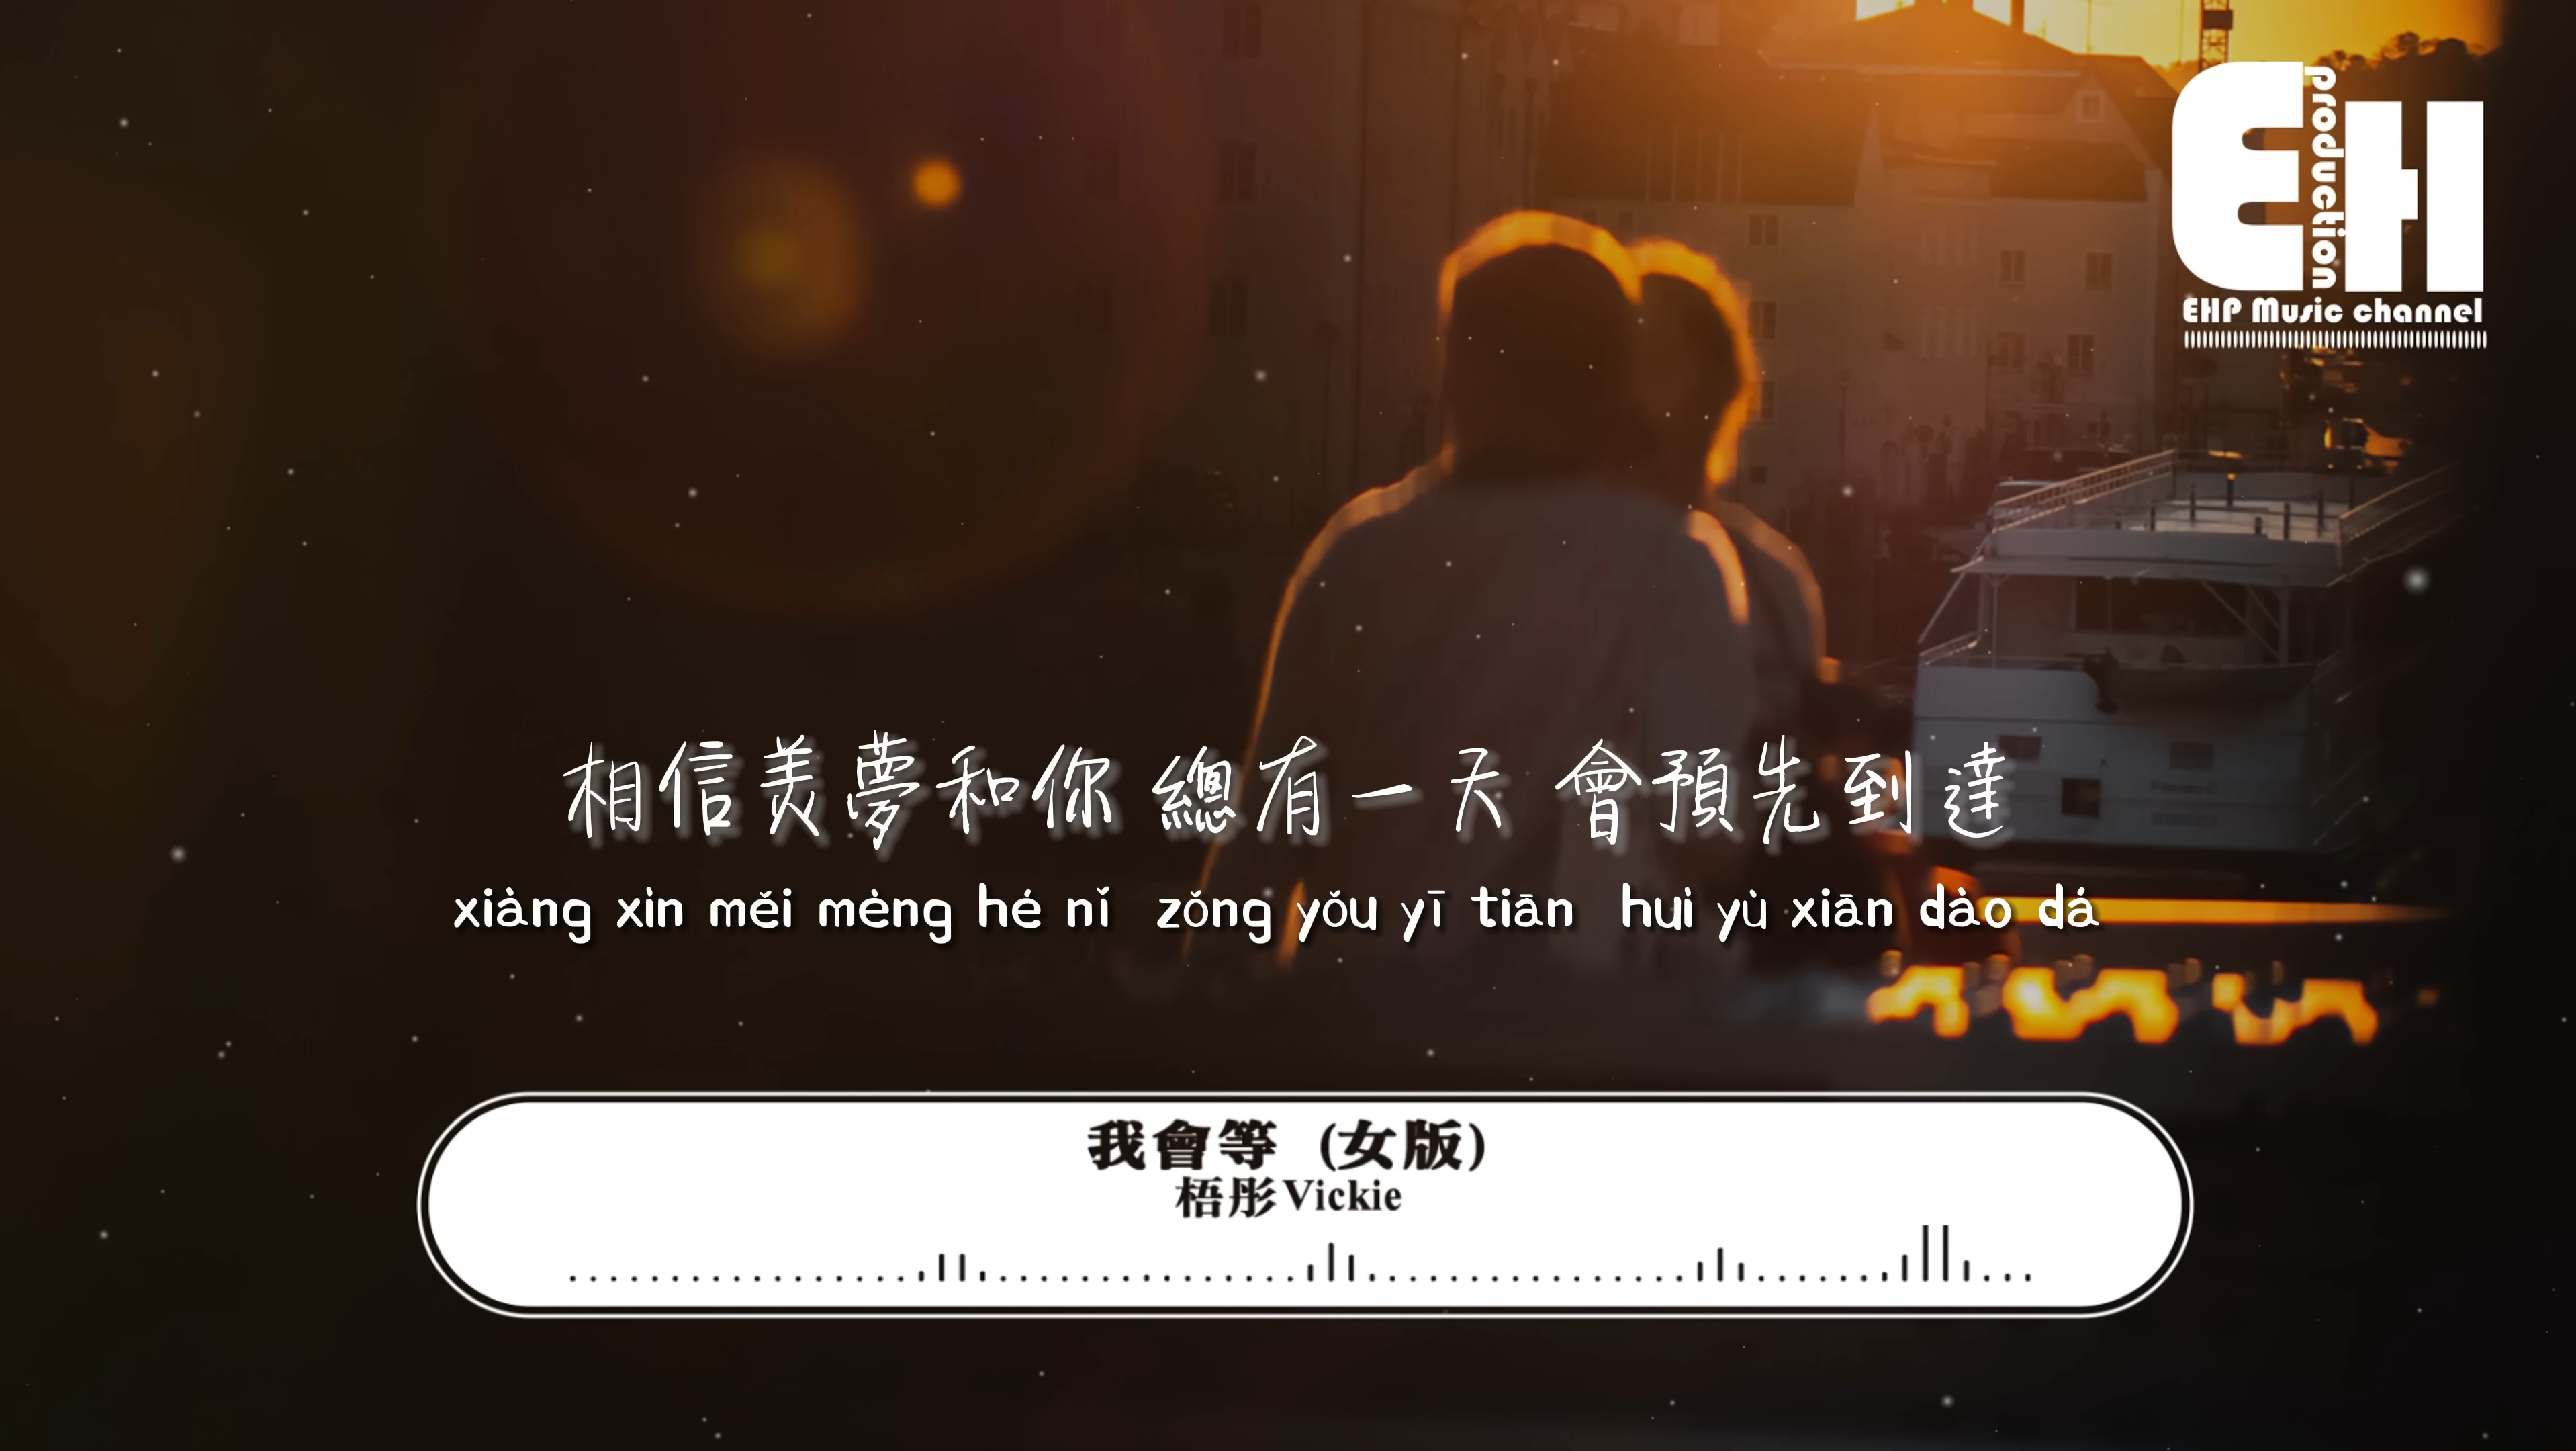 production
EH
EHP Music channel
相信美夢和你 總有一天 會預先到達
xiàng xìn měi mèng hé nǐ zǒng yǒu yī tiān huì yù xiān dào dá
我會等 (女版)
梧彤Vickie